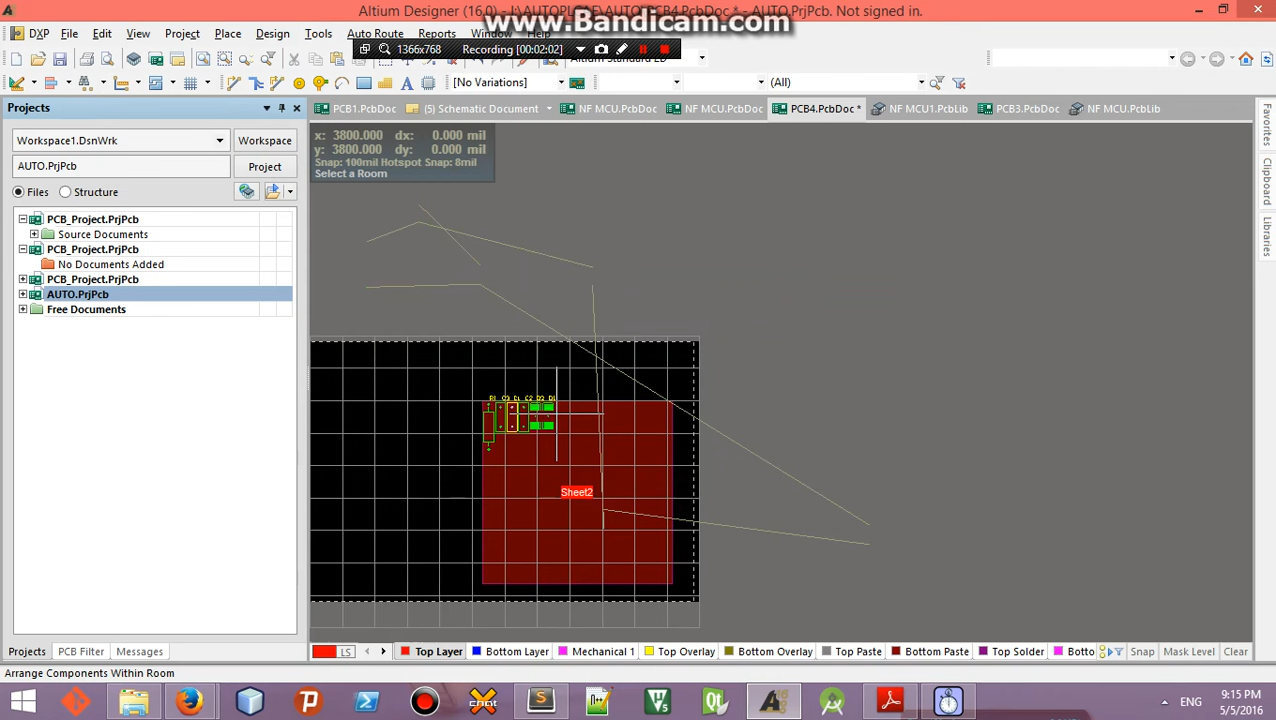 Altium Designer (16.0) - I:\AUTOPLCAE\AUTO\PCB4.PcbDoc * - AUTO.PrjPcb. Not signed in.
www.Bandicam.com
DXP File Edit View Project Place Design Tools Auto Route Reports Window Help
1366x768 Recording [00:02:02]
[No Variations] (All)
Projects
PCB1.PcbDoc (5) Schematic Document NF MCU.PcbDoc NF MCU.PcbDoc PCB4.PcbDoc * NF MCU1.PcbLib PCB3.PcbDoc NF MCU.PcbLib
Workspace1.DsnWrk Workspace
AUTO.PrjPcb Project
Files Structure
PCB_Project.PrjPcb
Source Documents
PCB_Project.PrjPcb
No Documents Added
PCB_Project.PrjPcb
AUTO.PrjPcb
Free Documents
x: 3800.000 dx: 0.000 mil
y: 3800.000 dy: 0.000 mil
Snap: 100mil Hotspot Snap: 8mil
Select a Room
Sheet2
Favorites
Clipboard
Libraries
Projects PCB Filter Messages
LS Top Layer Bottom Layer Mechanical 1 Top Overlay Bottom Overlay Top Paste Bottom Paste Top Solder Botto Snap Mask Level Clear
Arrange Components Within Room
chat
ENG
9:15 PM
5/5/2016